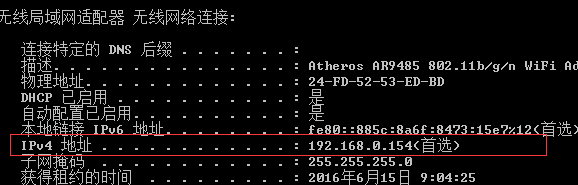 无线局域网适配器 无线网络连接:
连接特定的 DNS 后缀 . . . . . . . :
描述. . . . . . . . . . . . . . . : Atheros AR9485 802.11b/g/n WiFi Ad
物理地址. . . . . . . . . . . . . : 24-FD-52-53-ED-BD
DHCP 已启用 . . . . . . . . . . . : 是
自动配置已启用. . . . . . . . . . : 是
本地链接 IPv6 地址. . . . . . . . : fe80::885c:8a6f:8473:15e7%12(首选)
IPv4 地址 . . . . . . . . . . . . : 192.168.0.154(首选)
子网掩码 . . . . . . . . . . . . : 255.255.255.0
获得租约的时间 . . . . . . . . . : 2016年6月15日 9:04:25